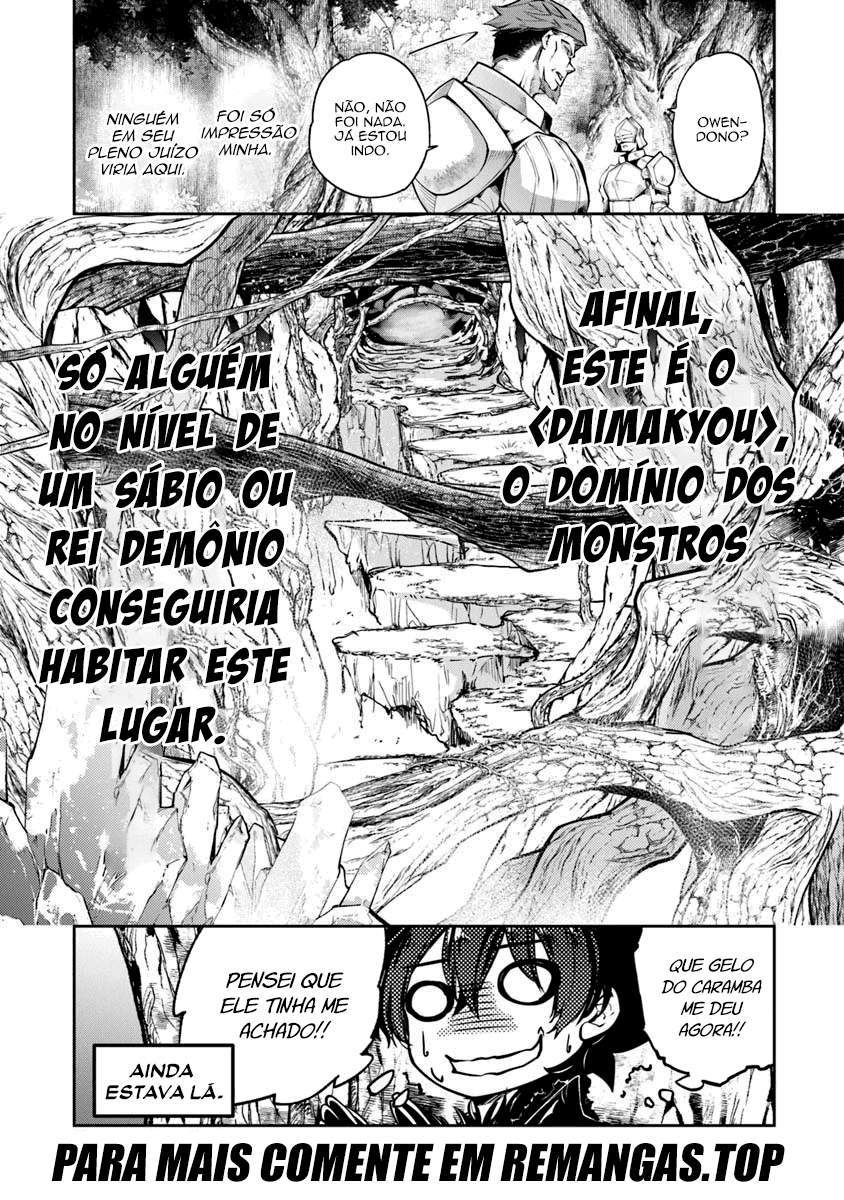 OWEN-
DONO?
NÃO, NÃO
FOI NADA.
JÁ ESTOU
INDO.
FOI SÓ
IMPRESSÃO
MINHA.
NINGUÉM
EM SEU
PLENO JUÍZO
VIRIA AQUI.
AFINAL,
ESTE É O
<DAIMAKYOU>,
O DOMÍNIO DOS
MONSTROS
SÓ ALGUÉM
NO NÍVEL DE
UM SÁBIO OU
REI DEMÔNIO
CONSEGUIRIA
HABITAR ESTE
LUGAR.
QUE GELO
DO CARAMBA
ME DEU
AGORA!!
PENSEI QUE
ELE TINHA ME
ACHADO!!
AINDA
ESTAVA LÁ.
PARA MAIS COMENTE EM REMANGAS.TOP